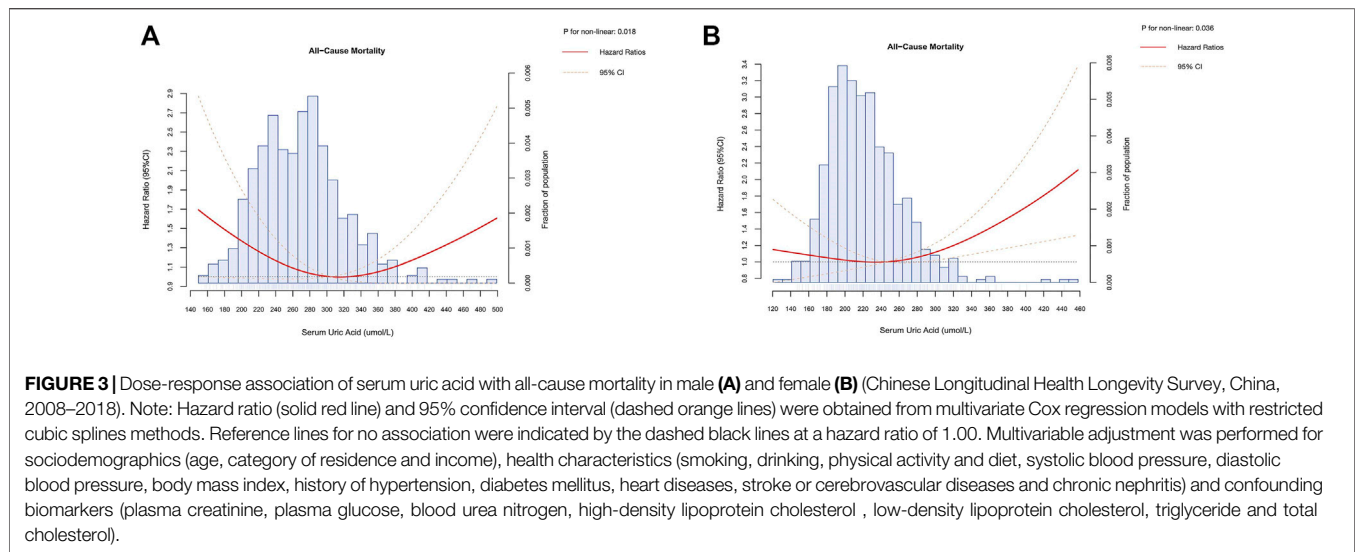 A
P for non-linear: 0.018
All-Cause Mortality
Hazard Ratios
95% CI
Hazard Ratio (95%CI)
0.9 1.1 1.3 1.5 1.7 1.9 2.1 2.3 2.5 2.7 2.9
0.000 0.001 0.002 0.003 0.004 0.005 0.006
Fraction of population
140 160 180 200 220 240 260 280 300 320 340 360 380 400 420 440 460 480 500
Serum Uric Acid (umol/L)
B
P for non-linear: 0.036
All-Cause Mortality
Hazard Ratios
95% CI
Hazard Ratio (95%CI)
0.8 1.0 1.2 1.4 1.6 1.8 2.0 2.2 2.4 2.6 2.8 3.0 3.2 3.4
0.000 0.001 0.002 0.003 0.004 0.005 0.006
Fraction of population
120 140 160 180 200 220 240 260 280 300 320 340 360 380 400 420 440 460
Serum Uric Acid (umol/L)
FIGURE 3 | Dose-response association of serum uric acid with all-cause mortality in male (A) and female (B) (Chinese Longitudinal Health Longevity Survey, China,
2008–2018). Note: Hazard ratio (solid red line) and 95% confidence interval (dashed orange lines) were obtained from multivariate Cox regression models with restricted
cubic splines methods. Reference lines for no association were indicated by the dashed black lines at a hazard ratio of 1.00. Multivariable adjustment was performed for
sociodemographics (age, category of residence and income), health characteristics (smoking, drinking, physical activity and diet, systolic blood pressure, diastolic
blood pressure, body mass index, history of hypertension, diabetes mellitus, heart diseases, stroke or cerebrovascular diseases and chronic nephritis) and confounding
biomarkers (plasma creatinine, plasma glucose, blood urea nitrogen, high-density lipoprotein cholesterol , low-density lipoprotein cholesterol, triglyceride and total
cholesterol).